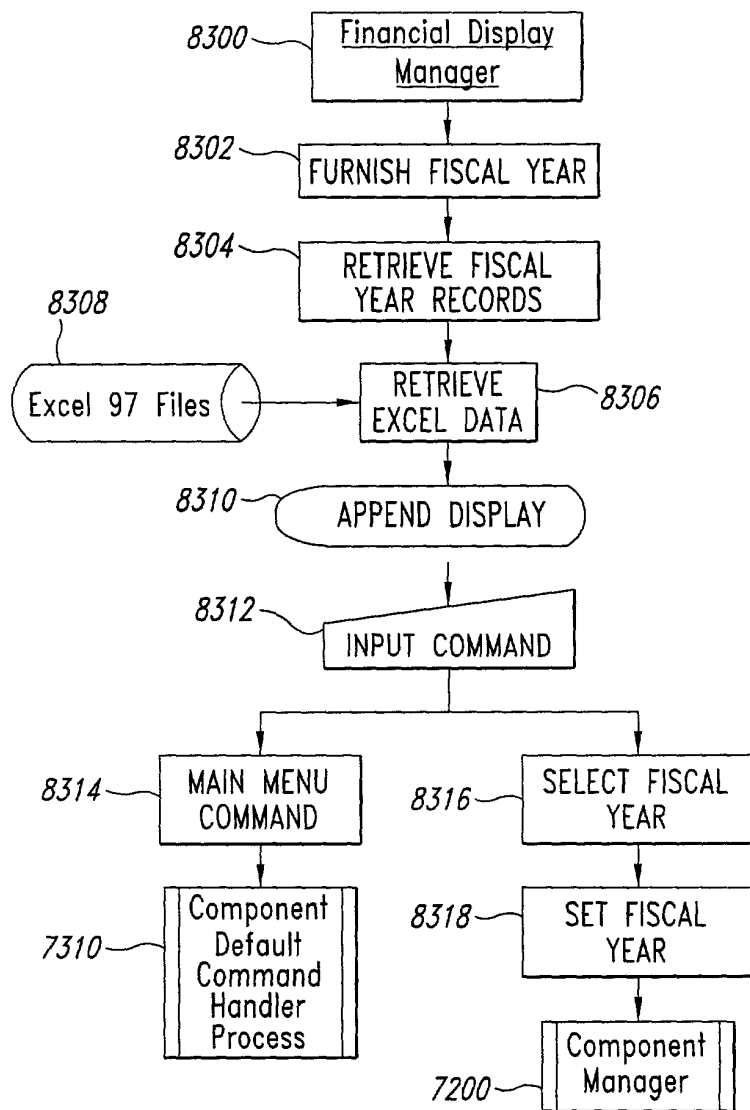 8300
Financial Display
Manager
8302
FURNISH FISCAL YEAR
8304
RETRIEVE FISCAL
YEAR RECORDS
8308
Excel 97 Files
RETRIEVE
EXCEL DATA
8306
8310
APPEND DISPLAY
8312
INPUT COMMAND
8314
MAIN MENU
COMMAND
8316
SELECT FISCAL
YEAR
7310
Component
Default
Command
Handler
Process
8318
SET FISCAL
YEAR
7200
Component
Manager